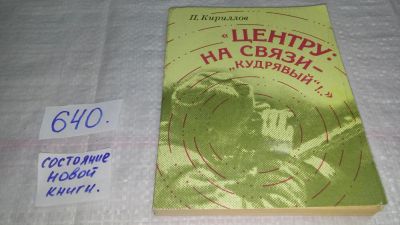 П. Кириллов
«ЦЕНТРУ:
НА СВЯЗИ–
„КУДРЯВЫЙ“!..»
640.
состояние
новой
книги.